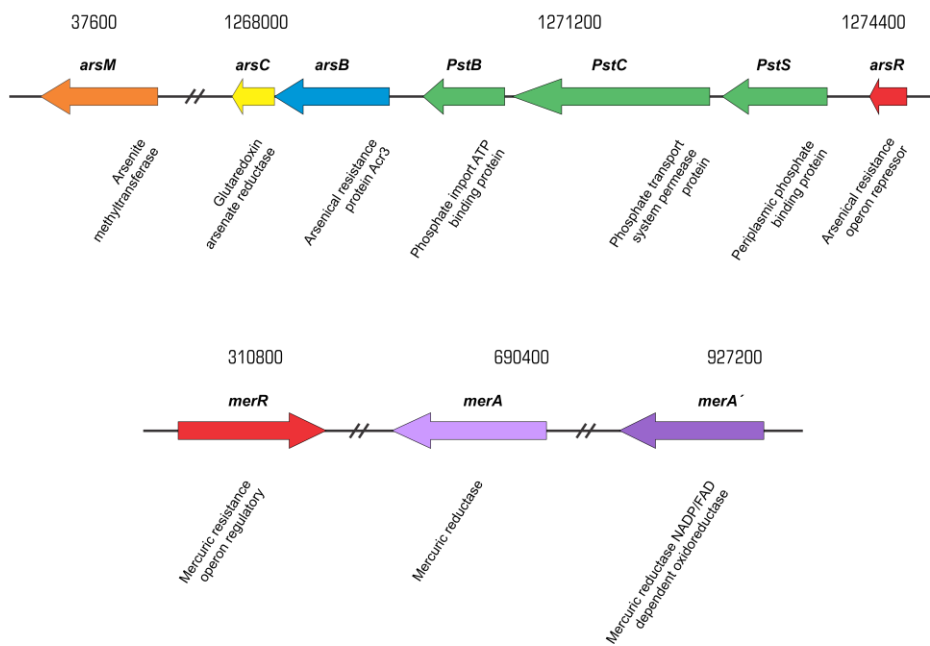 37600 1268000 1271200 1274400
arsM arsC arsB PstB PstC PstS arsR
Arsenite
methyltransferase
Glutaredoxin
arsenate reductase
Arsenical resistance
protein Acr3
Phosphate import ATP
binding protein
Phosphate transport
system permease
protein
Periplasmic phosphate
binding protein
Arsenical resistance
operon repressor
310800 690400 927200
merR merA merA´
Mercuric resistance
operon regulatory
Mercuric reductase
Mercuric reductase NADP/FAD
dependent oxidoreductase